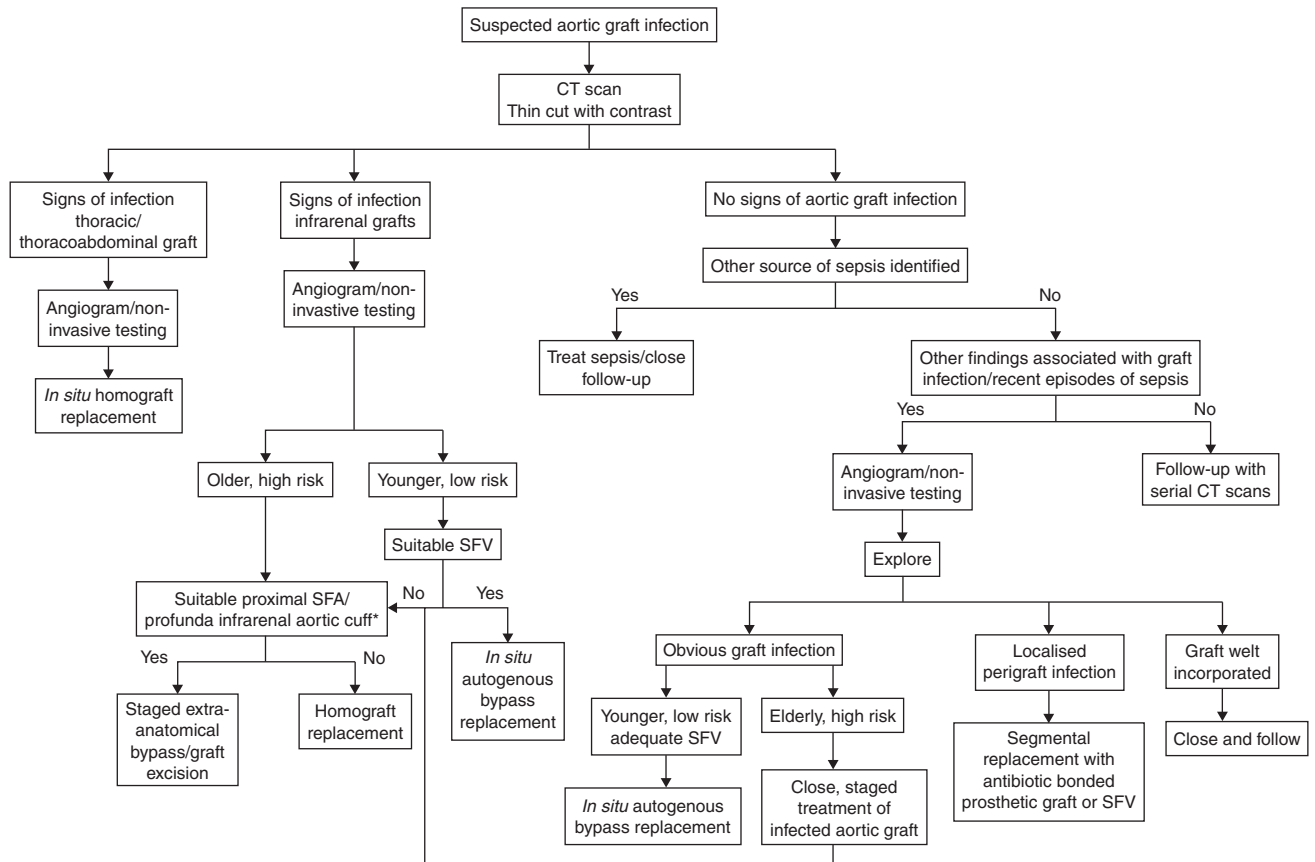 Suspected aortic graft infection
CT scan
Thin cut with contrast
Signs of infection
thoracic/
thoracoabdominal graft
Signs of infection
infrarenal grafts
No signs of aortic graft infection
Angiogram/non-
invasive testing
Angiogram/non-
invastive testing
Other source of sepsis identified
Yes
No
In situ homograft
replacement
Treat sepsis/close
follow-up
Other findings associated with graft
infection/recent episodes of sepsis
Yes
No
Older, high risk
Younger, low risk
Angiogram/non-
invasive testing
Follow-up with
serial CT scans
Suitable SFV
Explore
No
Yes
Suitable proximal SFA/
profunda infrarenal aortic cuff*
Yes
No
In situ
autogenous
bypass
replacement
Staged extra-
anatomical
bypass/graft
excision
Homograft
replacement
Obvious graft infection
Localised
perigraft infection
Graft welt
incorporated
Younger, low risk
adequate SFV
Elderly, high risk
Segmental
replacement with
antibiotic bonded
prosthetic graft or SFV
Close and follow
In situ autogenous
bypass replacement
Close, staged
treatment of
infected aortic graft